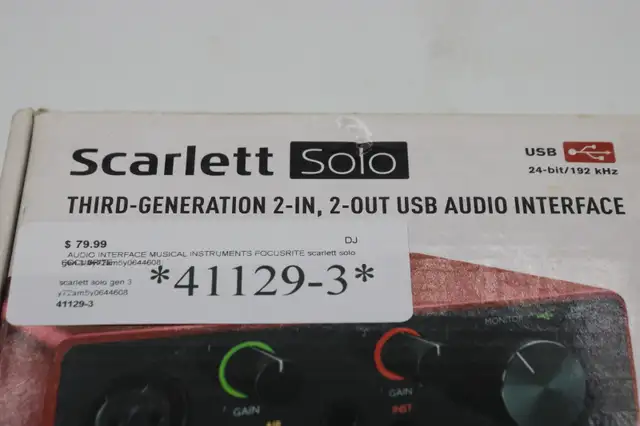 Scarlett Solo
USB
24-bit/192 kHz
THIRD-GENERATION 2-IN, 2-OUT USB AUDIO INTERFACE
$ 79.99
DJ
AUDIO INTERFACE MUSICAL INSTRUMENTS FOCUSRITE scarlett solo
scarlett solo gen 3
y72am5y0644608
41129-3
*41129-3*
MONITOR
GAIN
GAIN
INST
AIR